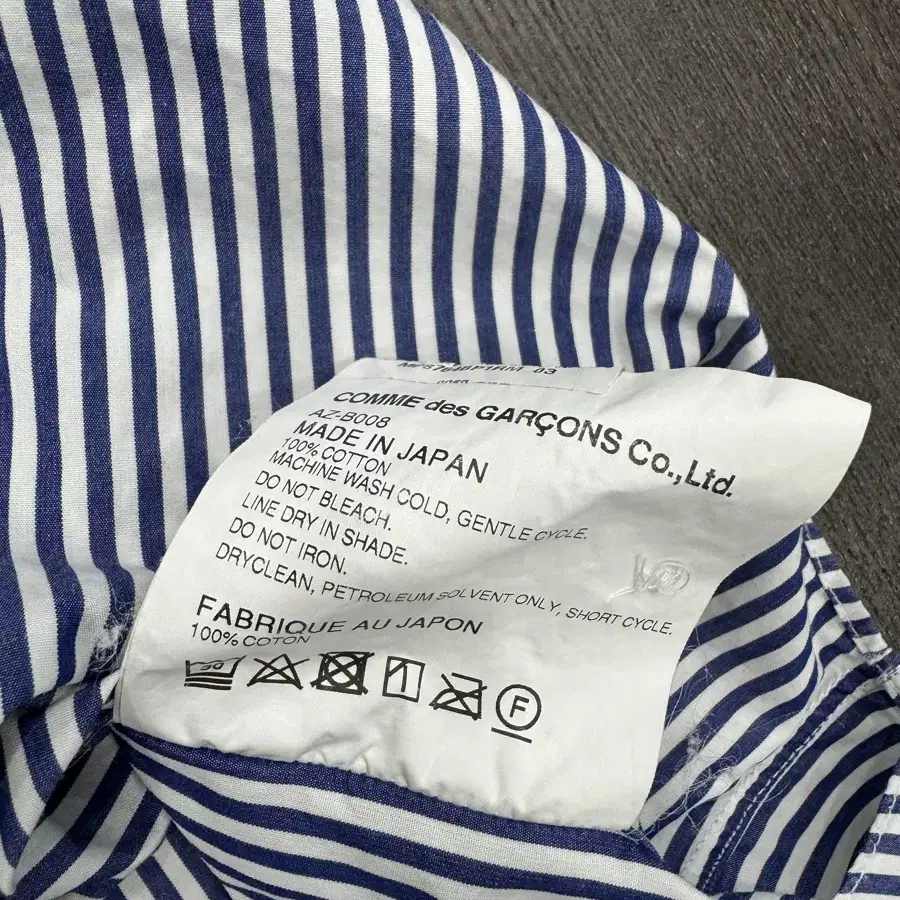 03
COMME des GARÇONS Co.,Ltd.
AZ-B008
MADE IN JAPAN
100% COTTON
MACHINE WASH COLD, GENTLE CYCLE.
DO NOT BLEACH.
LINE DRY IN SHADE.
DO NOT IRON.
DRYCLEAN, PETROLEUM SOLVENT ONLY, SHORT CYCLE.
FABRIQUE AU JAPON
100% COTON
30
F